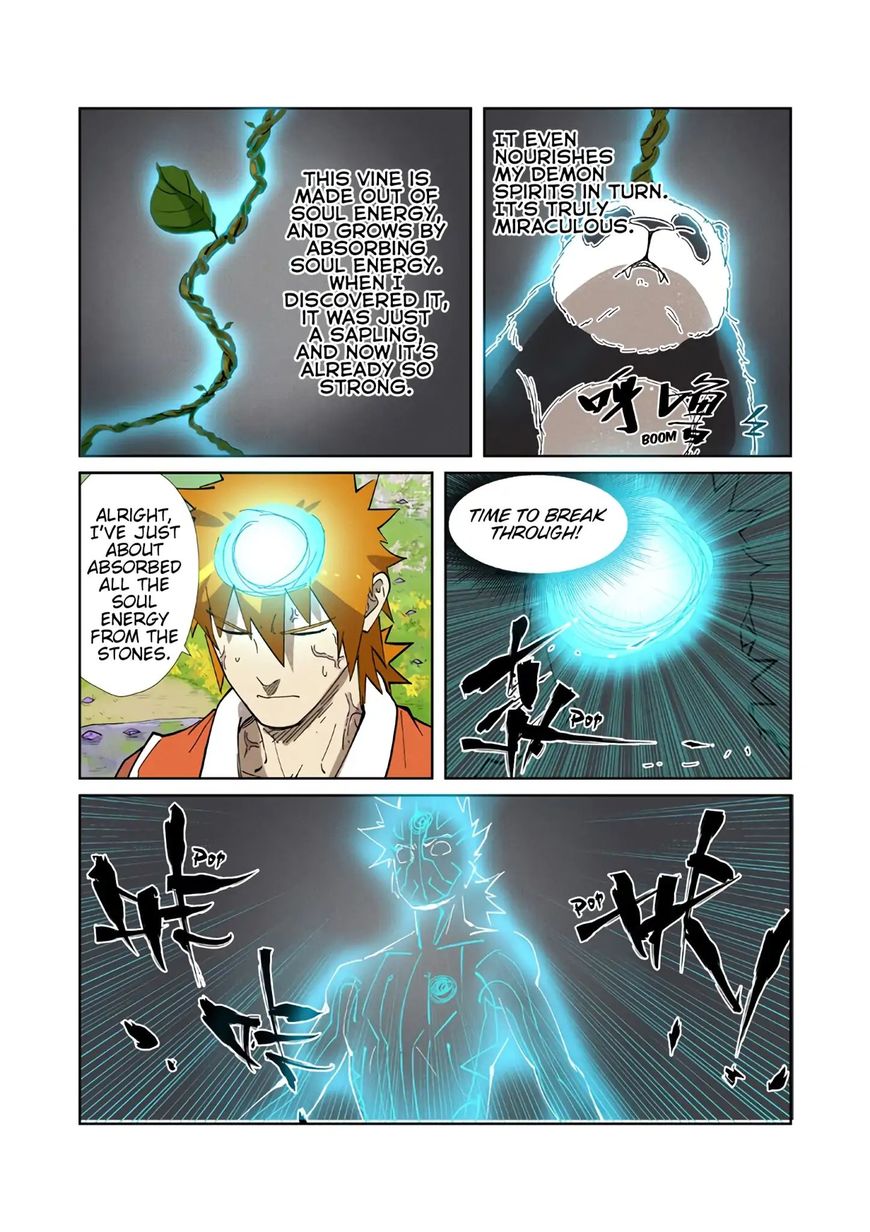 THIS VINE IS
MADE OUT OF
SOUL ENERGY,
AND GROWS BY
ABSORBING
SOUL ENERGY.
WHEN I
DISCOVERED IT,
IT WAS JUST
A SAPLING,
AND NOW IT'S
ALREADY SO
STRONG.
IT EVEN
NOURISHES
MY DEMON
SPIRITS IN TURN.
IT'S TRULY
MIRACULOUS.
BOOM
ALRIGHT,
I'VE JUST
ABOUT
ABSORBED
ALL THE
SOUL
ENERGY
FROM THE
STONES.
TIME TO BREAK
THROUGH!
POP
POP
POP